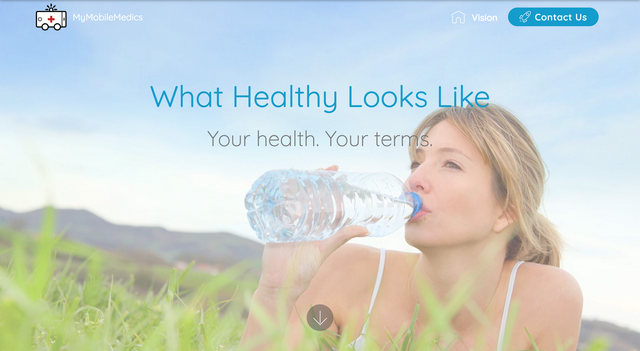 MyMobileMedics
Vision
Contact Us
What Healthy Looks Like
Your health. Your terms.